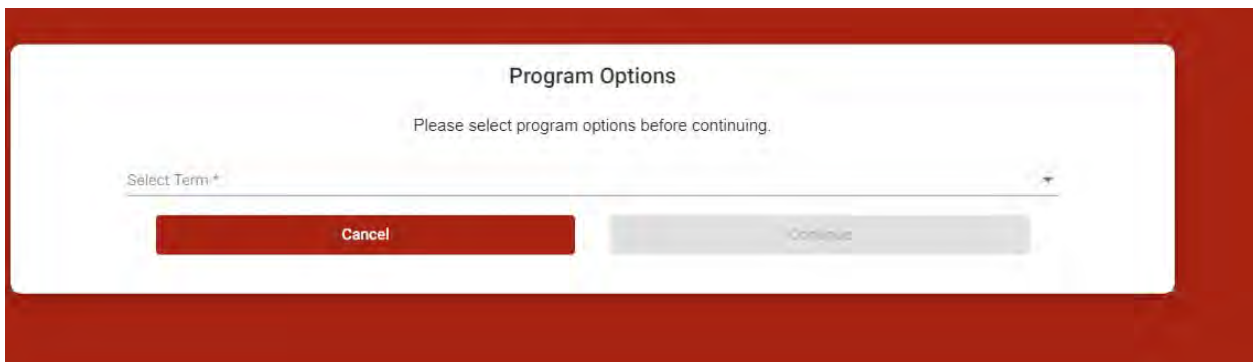 Program Options
Please select program options before continuing.
Select Term *
Cancel
Continue